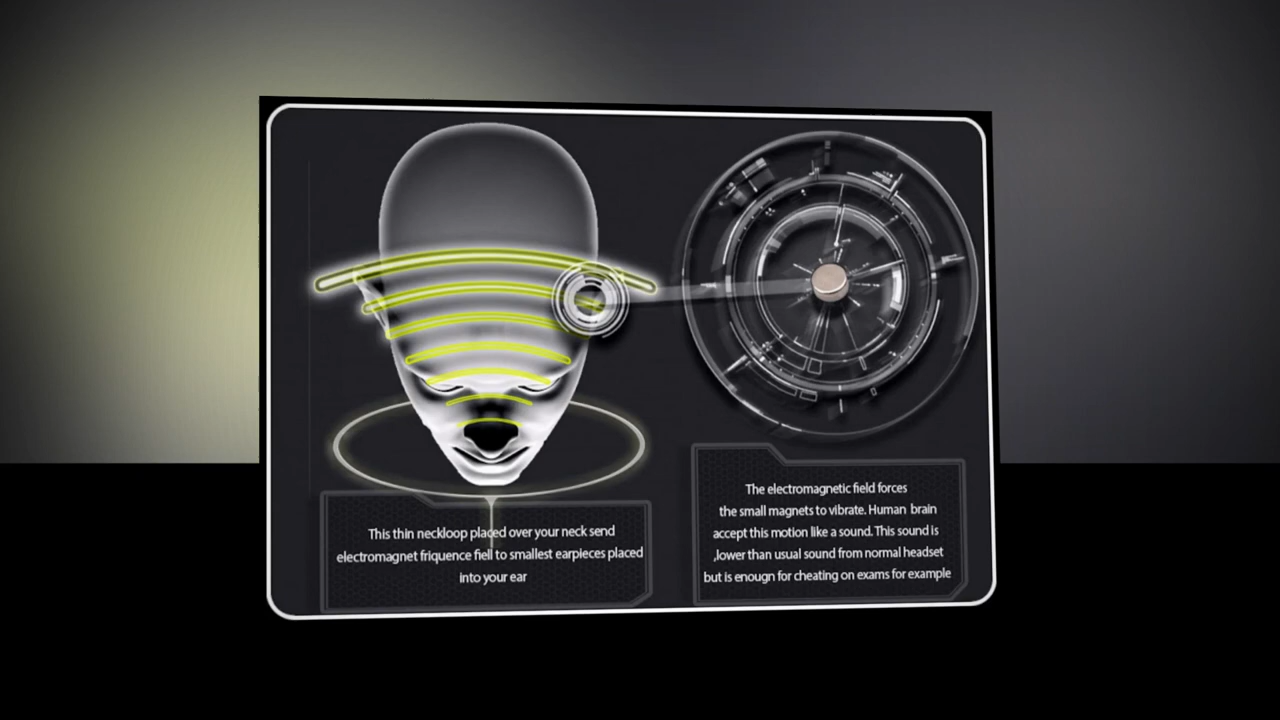 This thin neckloop placed over your neck send
electromagnet friquence fiell to smallest earpieces placed
into your ear
The electromagnetic field forces
the small magnets to vibrate. Human brain
accept this motion like a sound. This sound is
,lower than usual sound from normal headset
but is enougn for cheating on exams for example